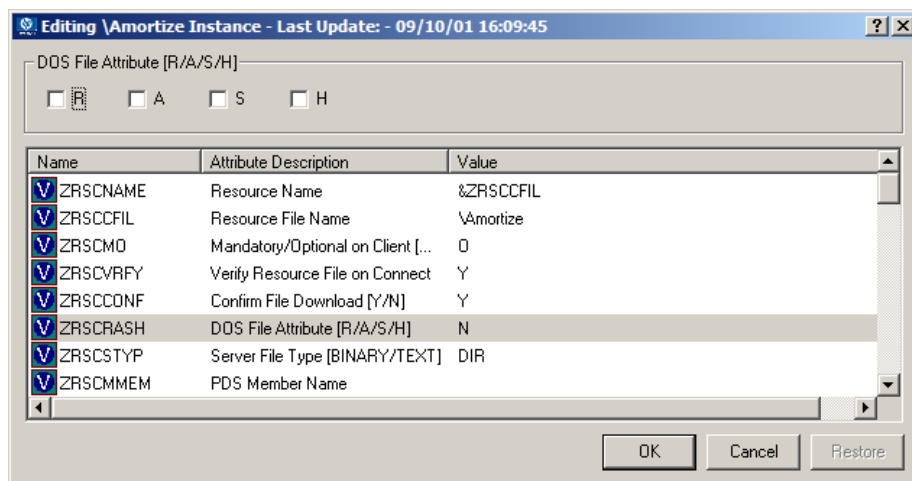 Editing \Amortize Instance - Last Update: - 09/10/01 16:09:45
DOS File Attribute [R/A/S/H]
R A S H
Name Attribute Description Value
ZRSCNAME Resource Name &ZRSCCFIL
ZRSCCFIL Resource File Name \Amortize
ZRSCMO Mandatory/Optional on Client [... O
ZRSCVRFY Verify Resource File on Connect Y
ZRSCCONF Confirm File Download [Y/N] Y
ZRSCRASH DOS File Attribute [R/A/S/H] N
ZRSCSTYP Server File Type [BINARY/TEXT] DIR
ZRSCMMEM PDS Member Name
OK Cancel Restore